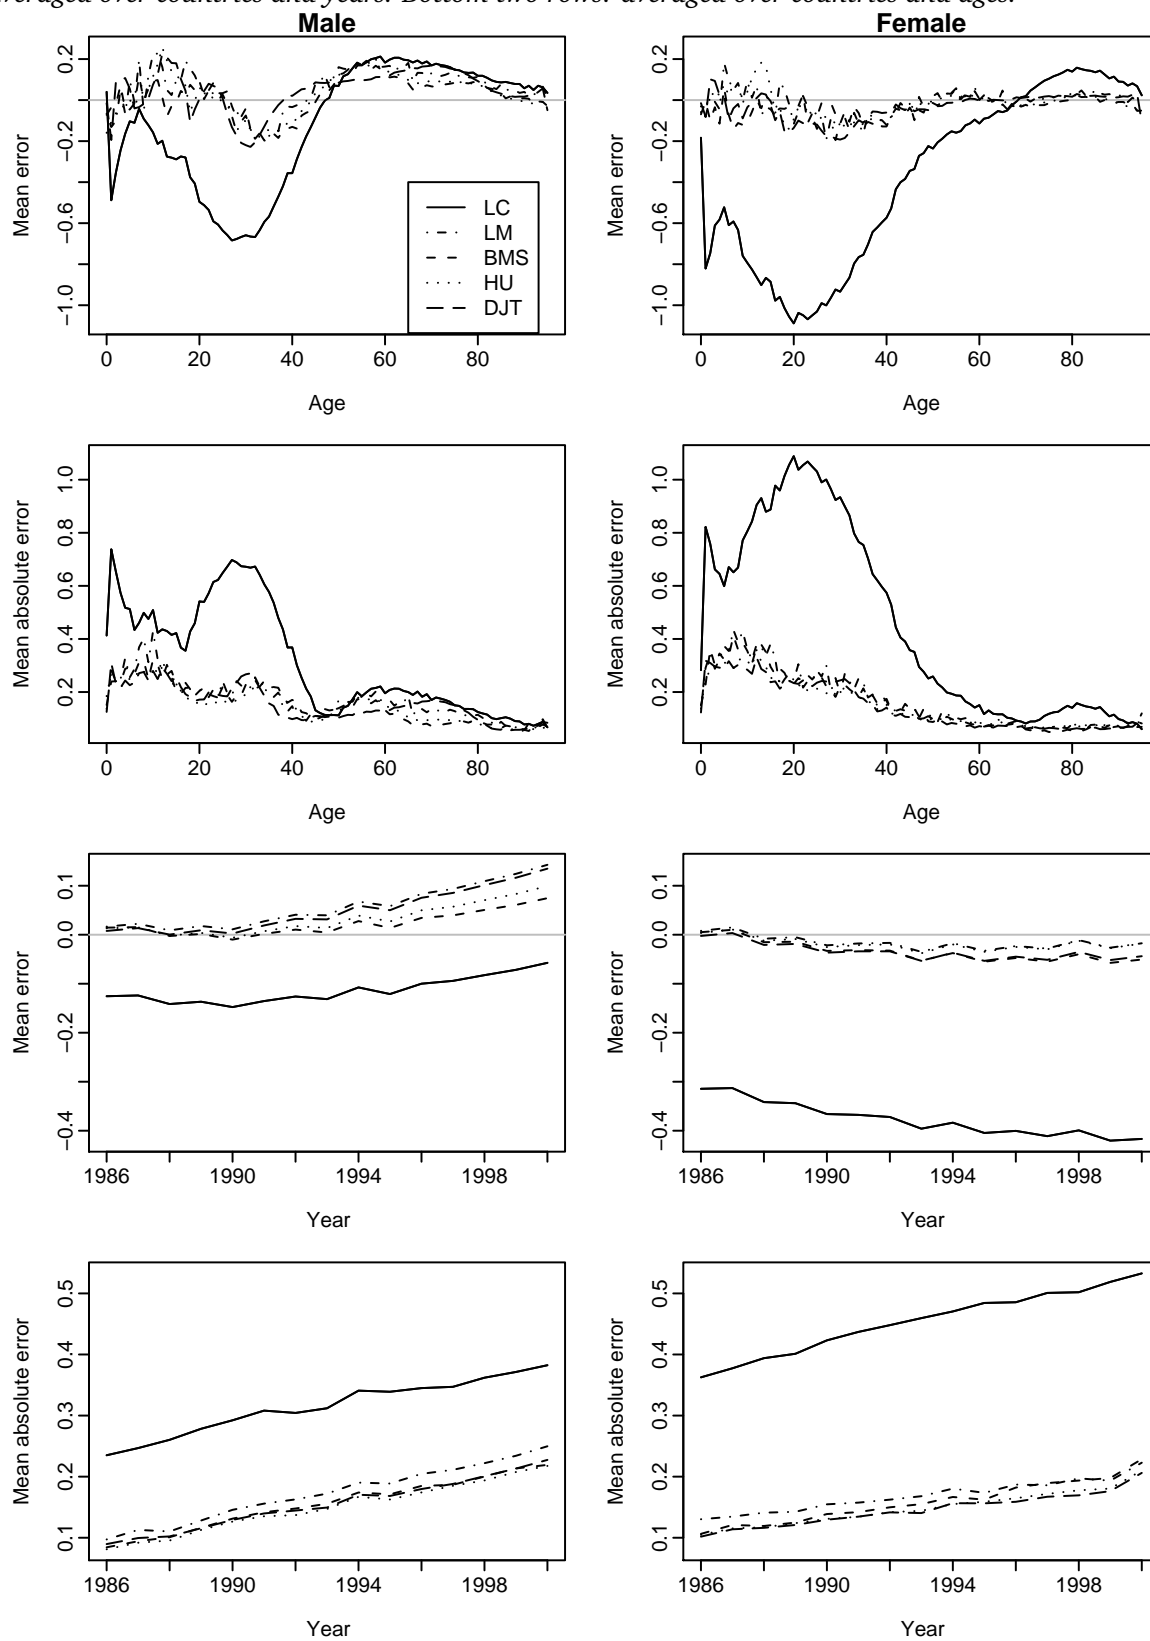 averaged over countries and years. Bottom two rows: averaged over countries and ages.
Male Female
Mean error
−1.0 −0.6 −0.2 0.2
LC
LM
BMS
HU
DJT
0 20 40 60 80
Age
Mean error
−1.0 −0.6 −0.2 0.2
0 20 40 60 80
Age
Mean absolute error
0.2 0.4 0.6 0.8 1.0
0 20 40 60 80
Age
Mean absolute error
0.2 0.4 0.6 0.8 1.0
0 20 40 60 80
Age
Mean error
−0.4 −0.2 0.0 0.1
1986 1990 1994 1998
Year
Mean error
−0.4 −0.2 0.0 0.1
1986 1990 1994 1998
Year
Mean absolute error
0.1 0.2 0.3 0.4 0.5
1986 1990 1994 1998
Year
Mean absolute error
0.1 0.2 0.3 0.4 0.5
1986 1990 1994 1998
Year